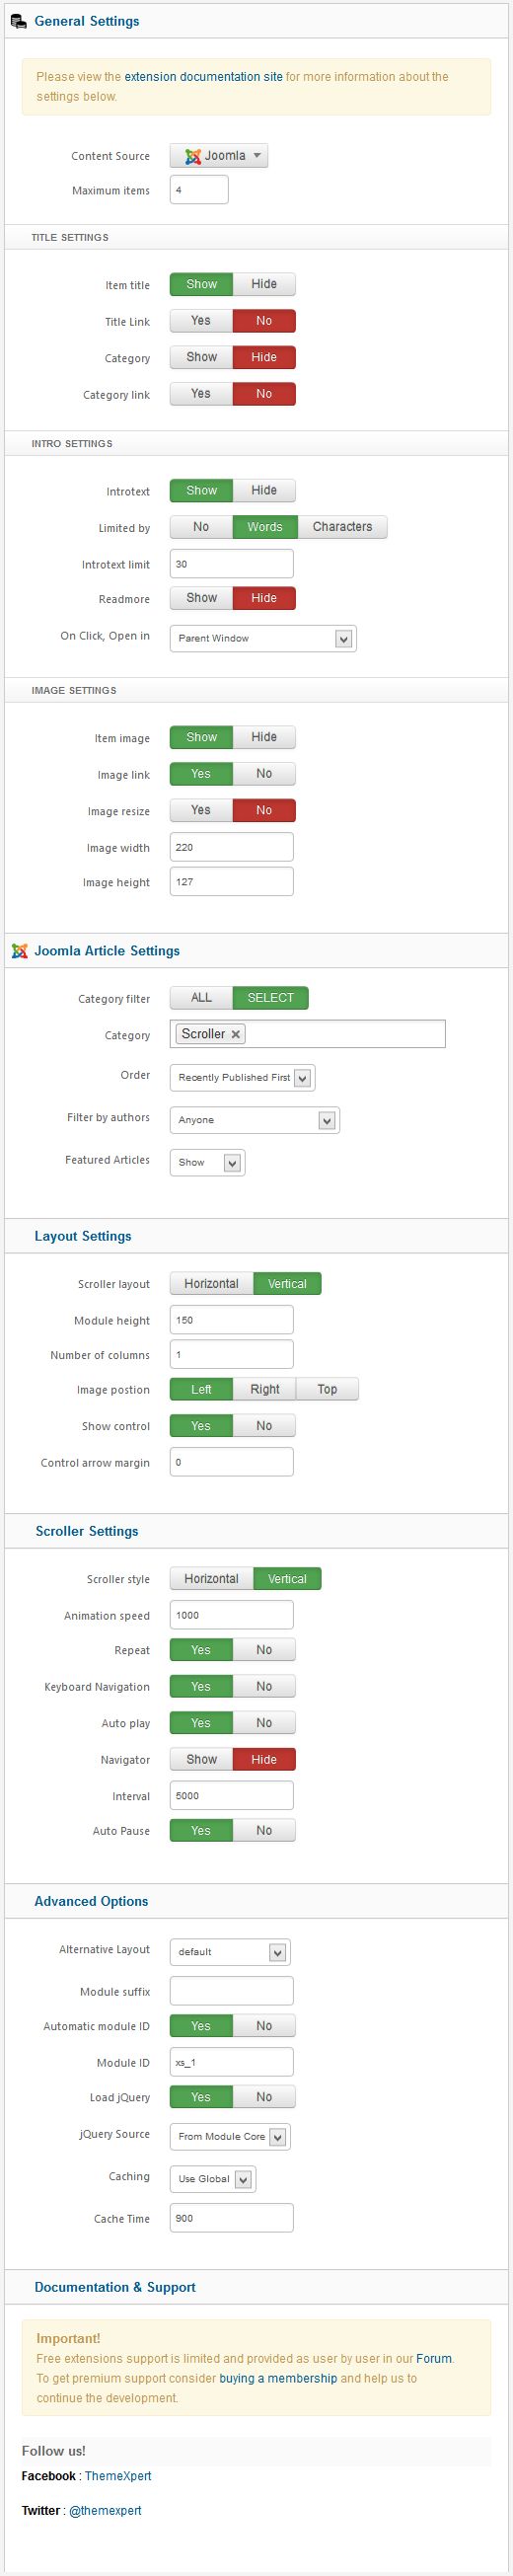 General Settings
Please view the extension documentation site for more information about the
settings below.
Content Source Joomla
Maximum items 4
TITLE SETTINGS
Item title Show Hide
Title Link Yes No
Category Show Hide
Category link Yes No
INTRO SETTINGS
Introtext Show Hide
Limited by No Words Characters
Introtext limit 30
Readmore Show Hide
On Click, Open in Parent Window
IMAGE SETTINGS
Item image Show Hide
Image link Yes No
Image resize Yes No
Image width 220
Image height 127
Joomla Article Settings
Category filter ALL SELECT
Category Scroller ×
Order Recently Published First
Filter by authors Anyone
Featured Articles Show
Layout Settings
Scroller layout Horizontal Vertical
Module height 150
Number of columns 1
Image postion Left Right Top
Show control Yes No
Control arrow margin 0
Scroller Settings
Scroller style Horizontal Vertical
Animation speed 1000
Repeat Yes No
Keyboard Navigation Yes No
Auto play Yes No
Navigator Show Hide
Interval 5000
Auto Pause Yes No
Advanced Options
Alternative Layout default
Module suffix
Automatic module ID Yes No
Module ID xs_1
Load jQuery Yes No
jQuery Source From Module Core
Caching Use Global
Cache Time 900
Documentation & Support
Important!
Free extensions support is limited and provided as user by user in our Forum.
To get premium support consider buying a membership and help us to
continue the development.
Follow us!
Facebook : ThemeXpert
Twitter : @themexpert